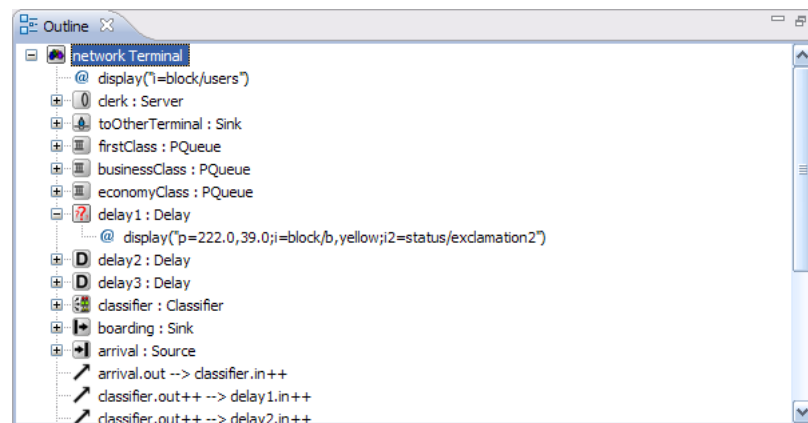 Outline
network Terminal
@ display("i=block/users")
clerk : Server
toOtherTerminal : Sink
firstClass : PQueue
businessClass : PQueue
economyClass : PQueue
delay1 : Delay
@ display("p=222.0,39.0;i=block/b,yellow;i2=status/exclamation2")
D delay2 : Delay
D delay3 : Delay
classifier : Classifier
boarding : Sink
arrival : Source
arrival.out --> classifier.in++
classifier.out++ --> delay1.in++
classifier.out++ --> delay2.in++